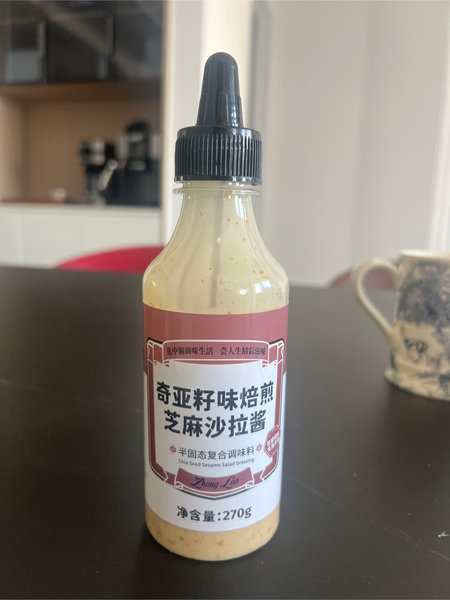 选中润调味生活 尝人生精彩滋味
奇亚籽味焙煎
芝麻沙拉酱
半固态复合调味料
Chia Seed Sesame Salad Dressing
Zhong Lan
净含量:270g